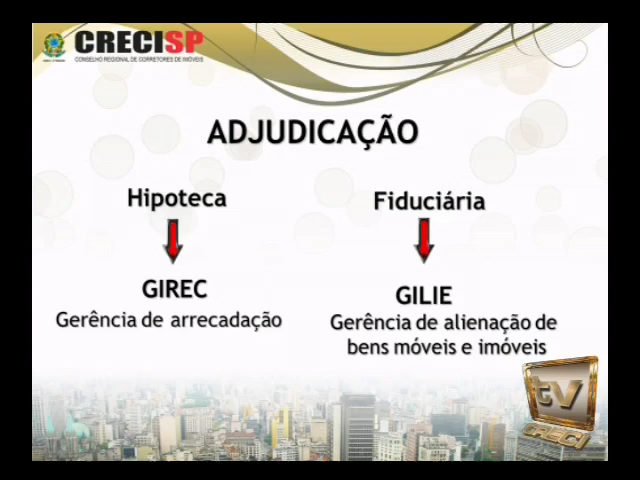 CRECISP
CONSELHO REGIONAL DE CORRETORES DE IMÓVEIS
ADJUDICAÇÃO
Hipoteca
Fiduciária
GIREC
GILIE
Gerência de arrecadação
Gerência de alienação de
bens móveis e imóveis
tv
CRECI